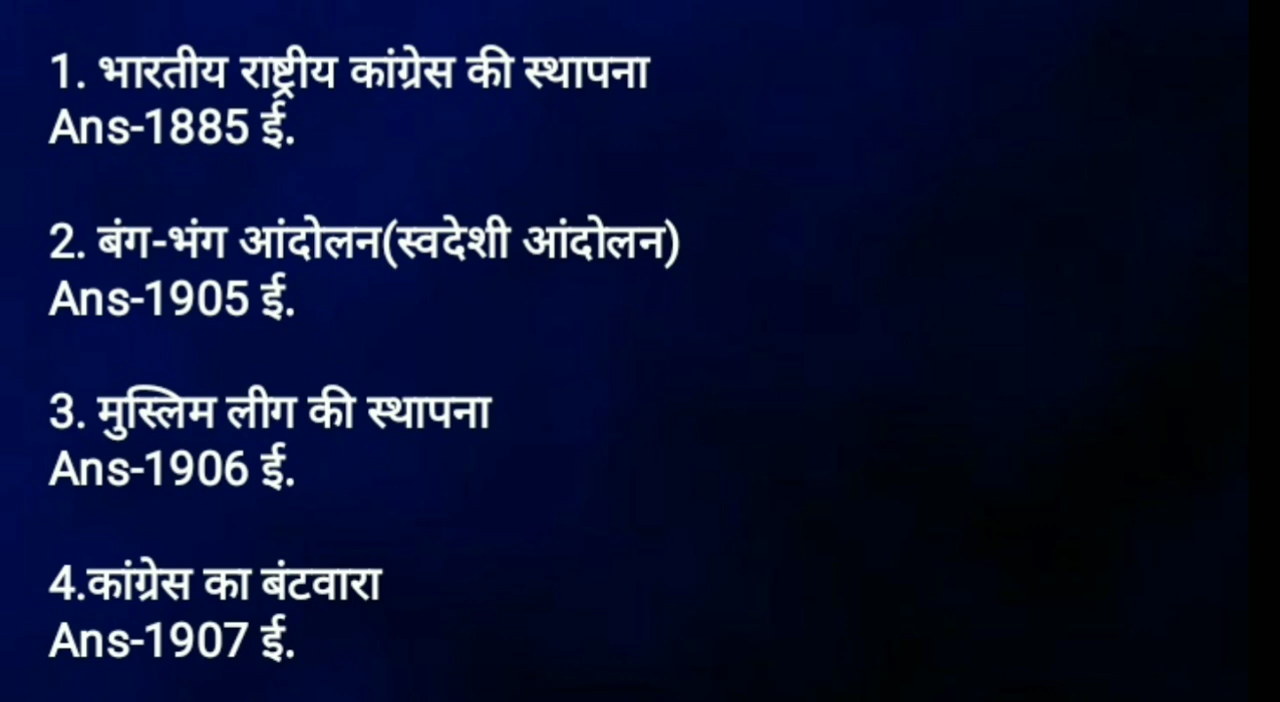 1. भारतीय राष्ट्रीय कांग्रेस की स्थापना
Ans-1885 ई.
2. बंग-भंग आंदोलन(स्वदेशी आंदोलन)
Ans-1905 ई.
3. मुस्लिम लीग की स्थापना
Ans-1906 ई.
4.कांग्रेस का बंटवारा
Ans-1907 ई.